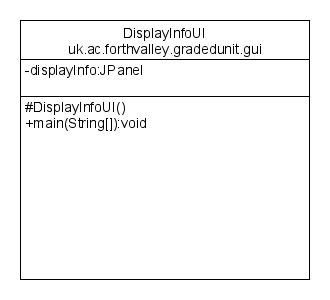 DisplayInfoUI
uk.ac.forthvalley.gradedunit.gui
-displayInfo:JPanel
#DisplayInfoUI()
+main(String[]):void